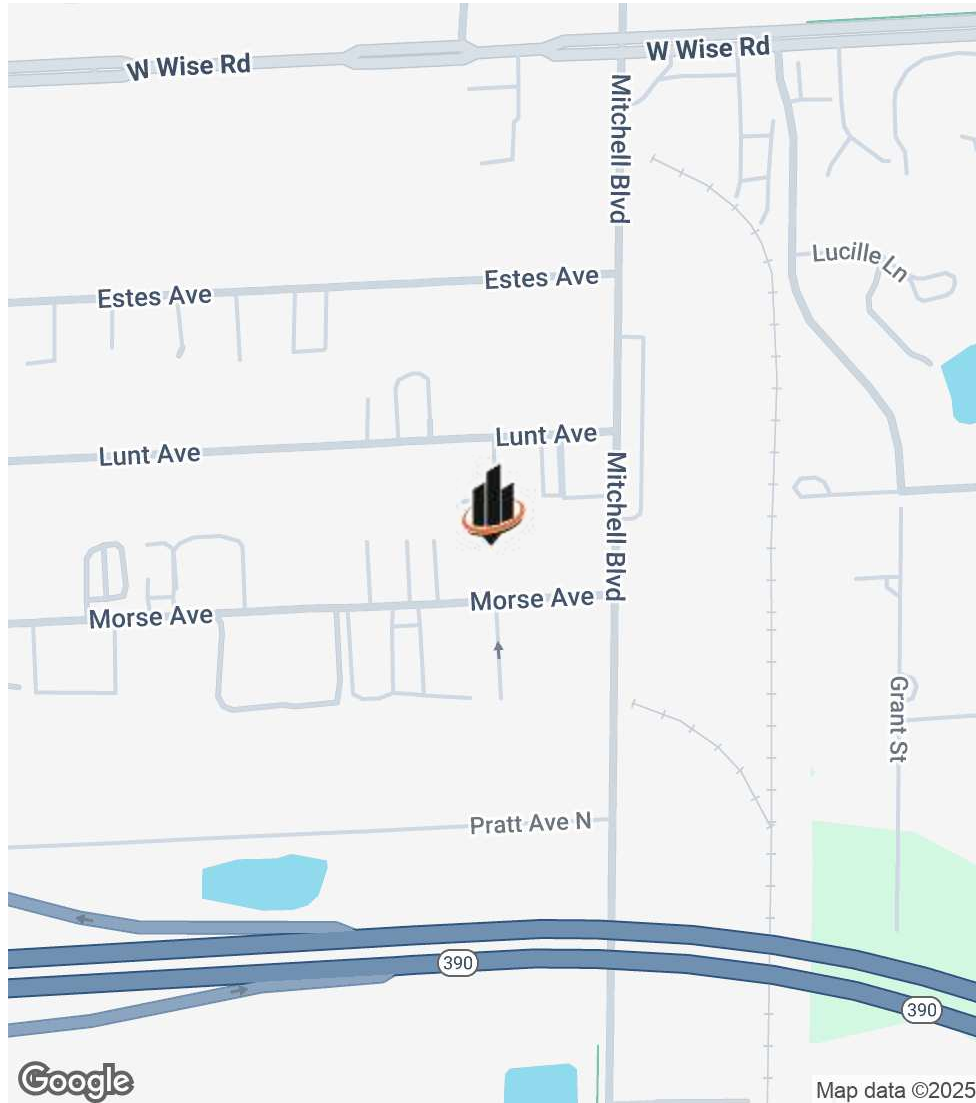 W Wise Rd
W Wise Rd
Mitchell Blvd
Lucille Ln
Estes Ave
Estes Ave
Lunt Ave
Lunt Ave
Mitchell Blvd
Morse Ave
Morse Ave
Grant St
Pratt Ave N
390
390
Google
Map data ©2025